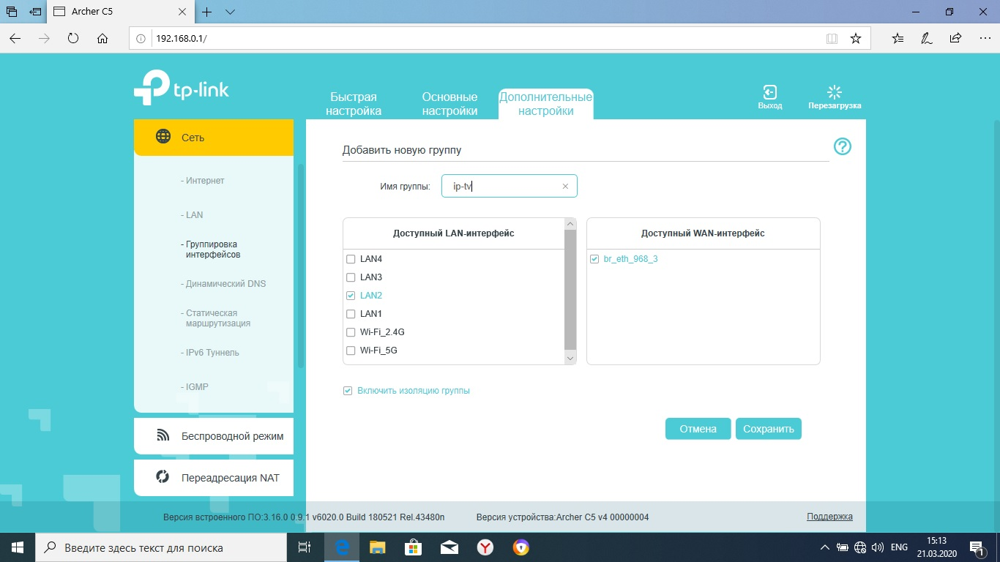 Archer C5
192.168.0.1/
tp-link
Быстрая
настройка
Основные
настройки
Дополнительные
настройки
Выход
Перезагрузка
Сеть
- Интернет
- LAN
- Группировка
интерфейсов
- Динамический DNS
- Статическая
маршрутизация
- IPv6 Туннель
- IGMP
Беспроводной режим
Переадресация NAT
Добавить новую группу
?
Имя группы:
ip-tv
Доступный LAN-интерфейс
LAN4
LAN3
LAN2
LAN1
Wi-Fi_2.4G
Wi-Fi_5G
Доступный WAN-интерфейс
br_eth_968_3
Включить изоляцию группы
Отмена
Сохранить
Версия встроенного ПО:3.16.0 0.9.1 v6020.0 Build 180521 Rel.43480n
Версия устройства:Archer C5 v4 00000004
Поддержка
Введите здесь текст для поиска
ENG
15:13
21.03.2020
1